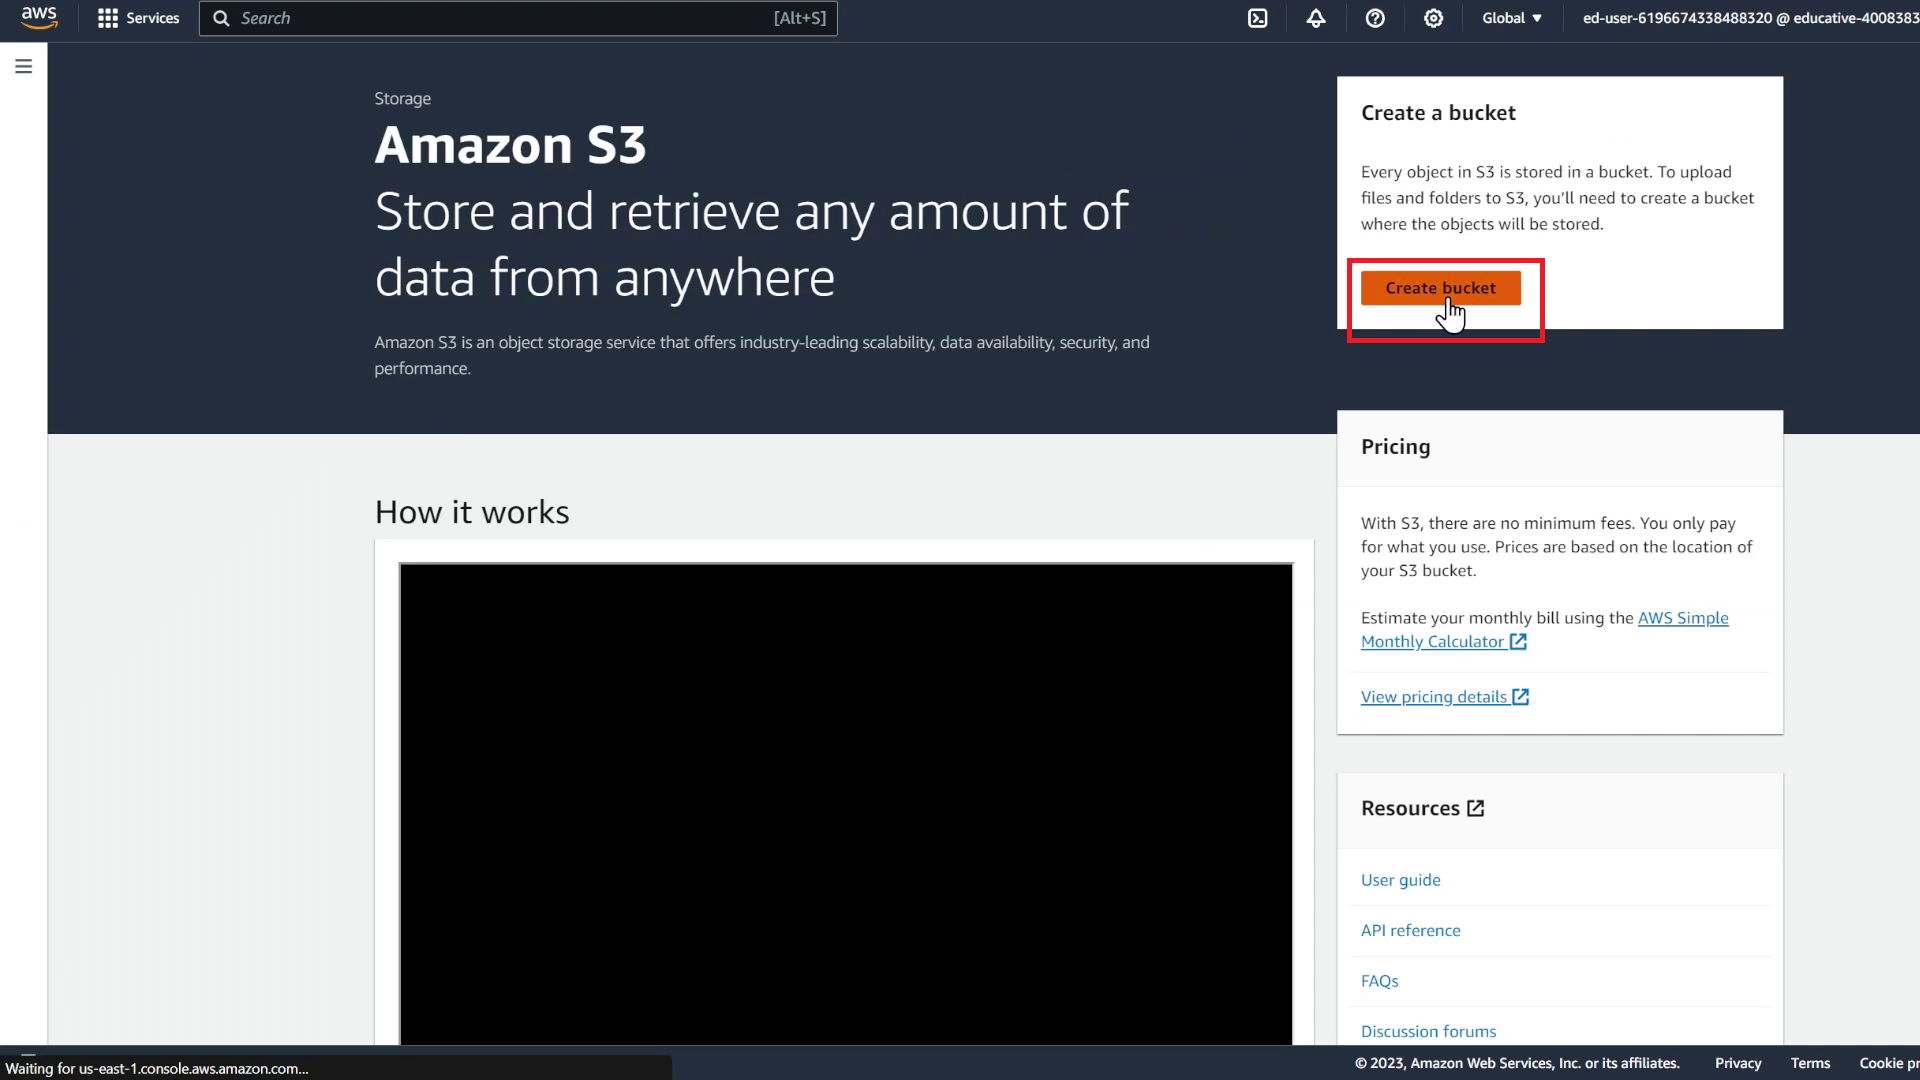 aws
Services
Search
[Alt+S]
Global ▼
ed-user-6196674338488320 @ educative-4008383
Storage
Amazon S3
Store and retrieve any amount of
data from anywhere
Amazon S3 is an object storage service that offers industry-leading scalability, data availability, security, and
performance.
Create a bucket
Every object in S3 is stored in a bucket. To upload
files and folders to S3, you'll need to create a bucket
where the objects will be stored.
Create bucket
How it works
Pricing
With S3, there are no minimum fees. You only pay
for what you use. Prices are based on the location of
your S3 bucket.
Estimate your monthly bill using the AWS Simple
Monthly Calculator
View pricing details
Resources
User guide
API reference
FAQs
Discussion forums
Waiting for us-east-1.console.aws.amazon.com...
© 2023, Amazon Web Services, Inc. or its affiliates.
Privacy
Terms
Cookie pr